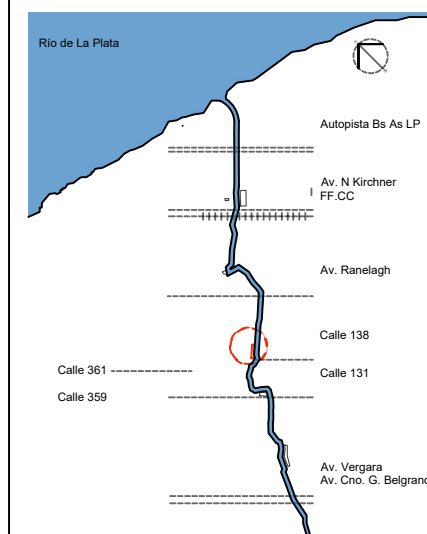 Río de La Plata
Autopista Bs As LP
Av. N Kirchner
FF.CC
Av. Ranelagh
Calle 138
Calle 361
Calle 131
Calle 359
Av. Vergara
Av. Cno. G. Belgrano